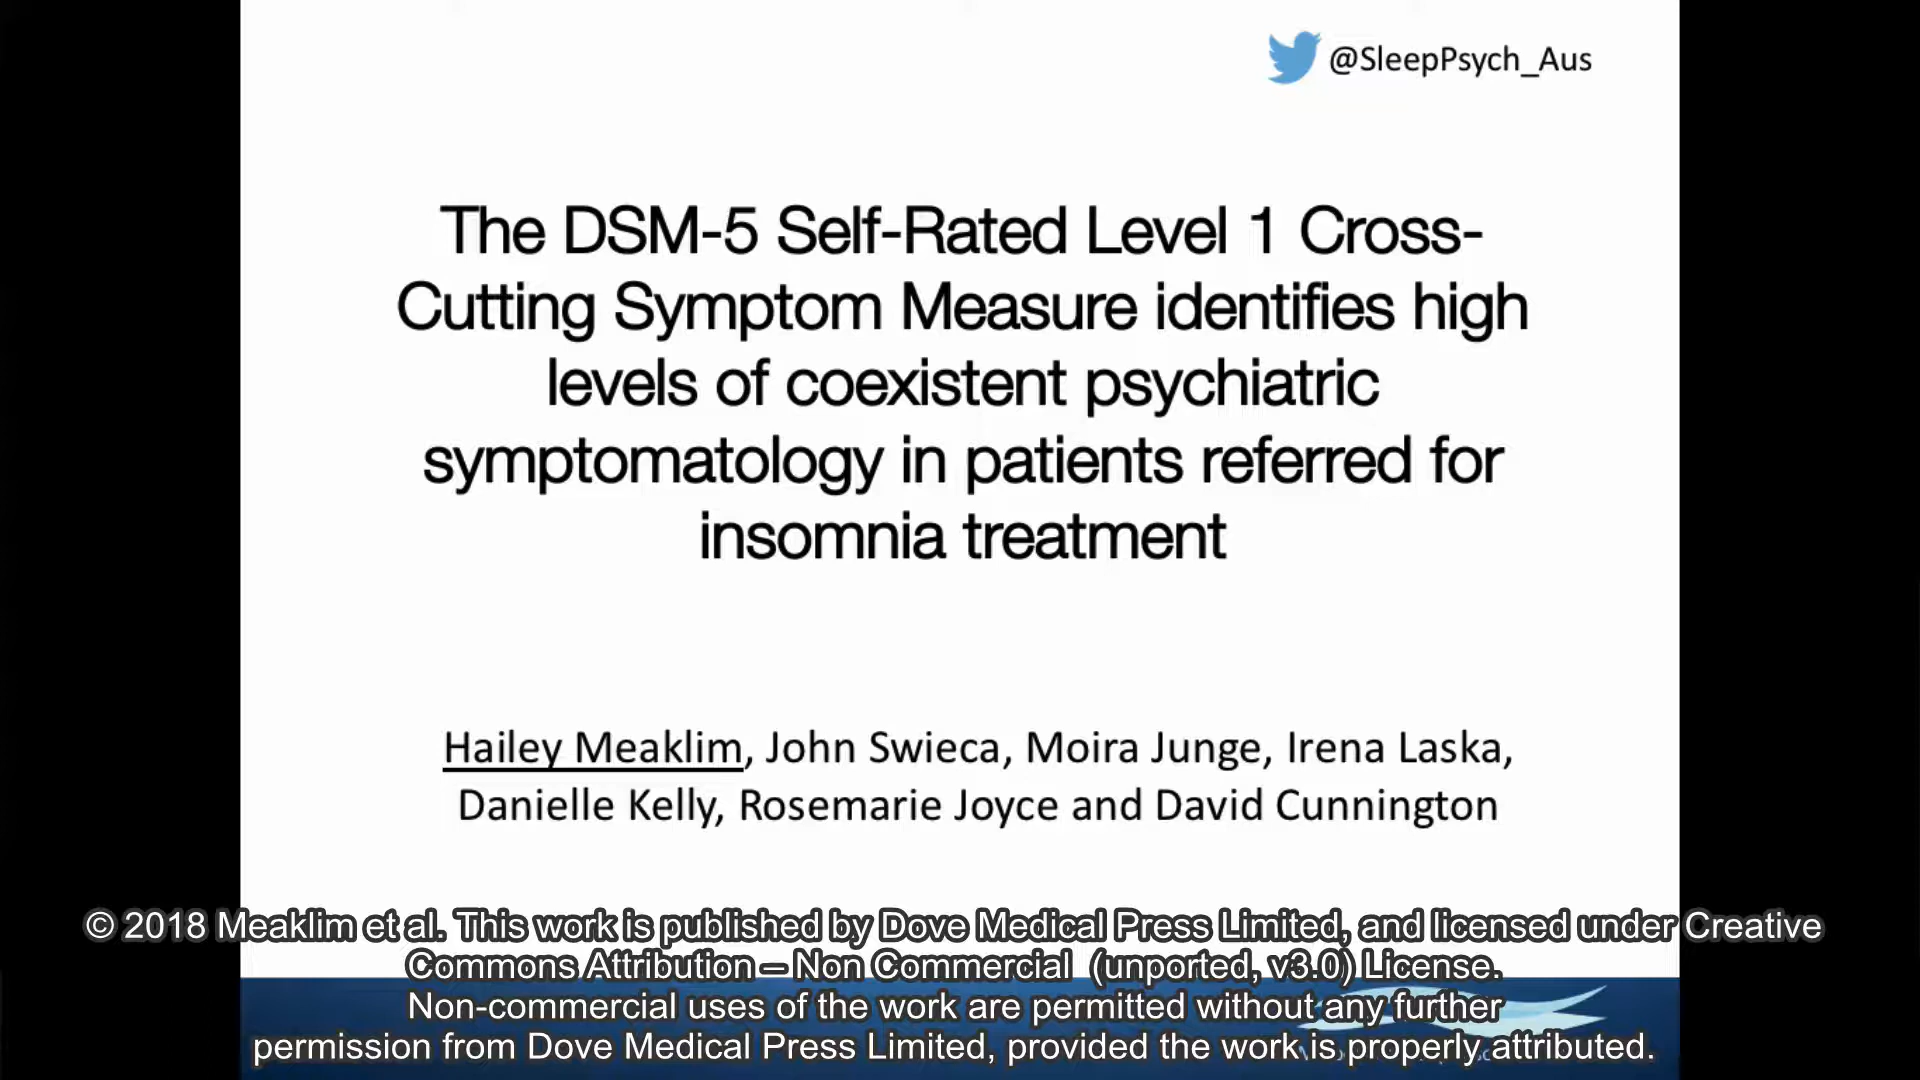 @SleepPsych_Aus
The DSM-5 Self-Rated Level 1 Cross-
Cutting Symptom Measure identifies high
levels of coexistent psychiatric
symptomatology in patients referred for
insomnia treatment
Hailey Meaklim, John Swieca, Moira Junge, Irena Laska,
Danielle Kelly, Rosemarie Joyce and David Cunnington
© 2018 Meaklim et al. This work is published by Dove Medical Press Limited, and licensed under Creative
Commons Attribution – Non Commercial (unported, v3.0) License.
Non-commercial uses of the work are permitted without any further
permission from Dove Medical Press Limited, provided the work is properly attributed.